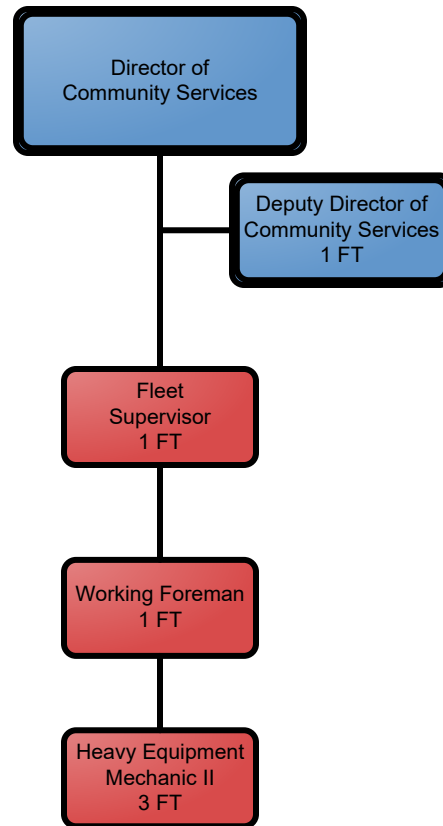 Director of
Community Services
Deputy Director of
Community Services
1 FT
Fleet
Supervisor
1 FT
Working Foreman
1 FT
Heavy Equipment
Mechanic II
3 FT